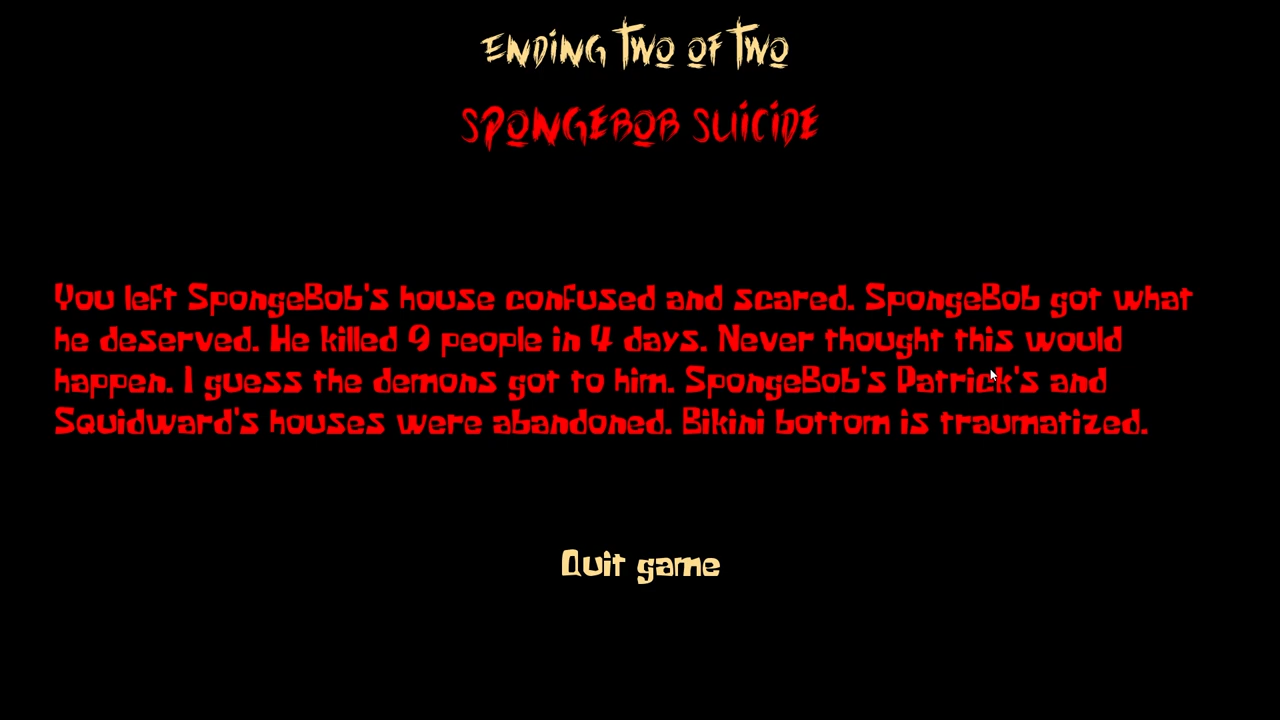 Ending Two of Two
SpongeBob Suicide
You left SpongeBob's house confused and scared. SpongeBob got what
he deserved. He killed 9 people in 4 days. Never thought this would
happen. I guess the demons got to him. SpongeBob's Patrick's and
Squidward's houses were abandoned. Bikini bottom is traumatized.
Quit game